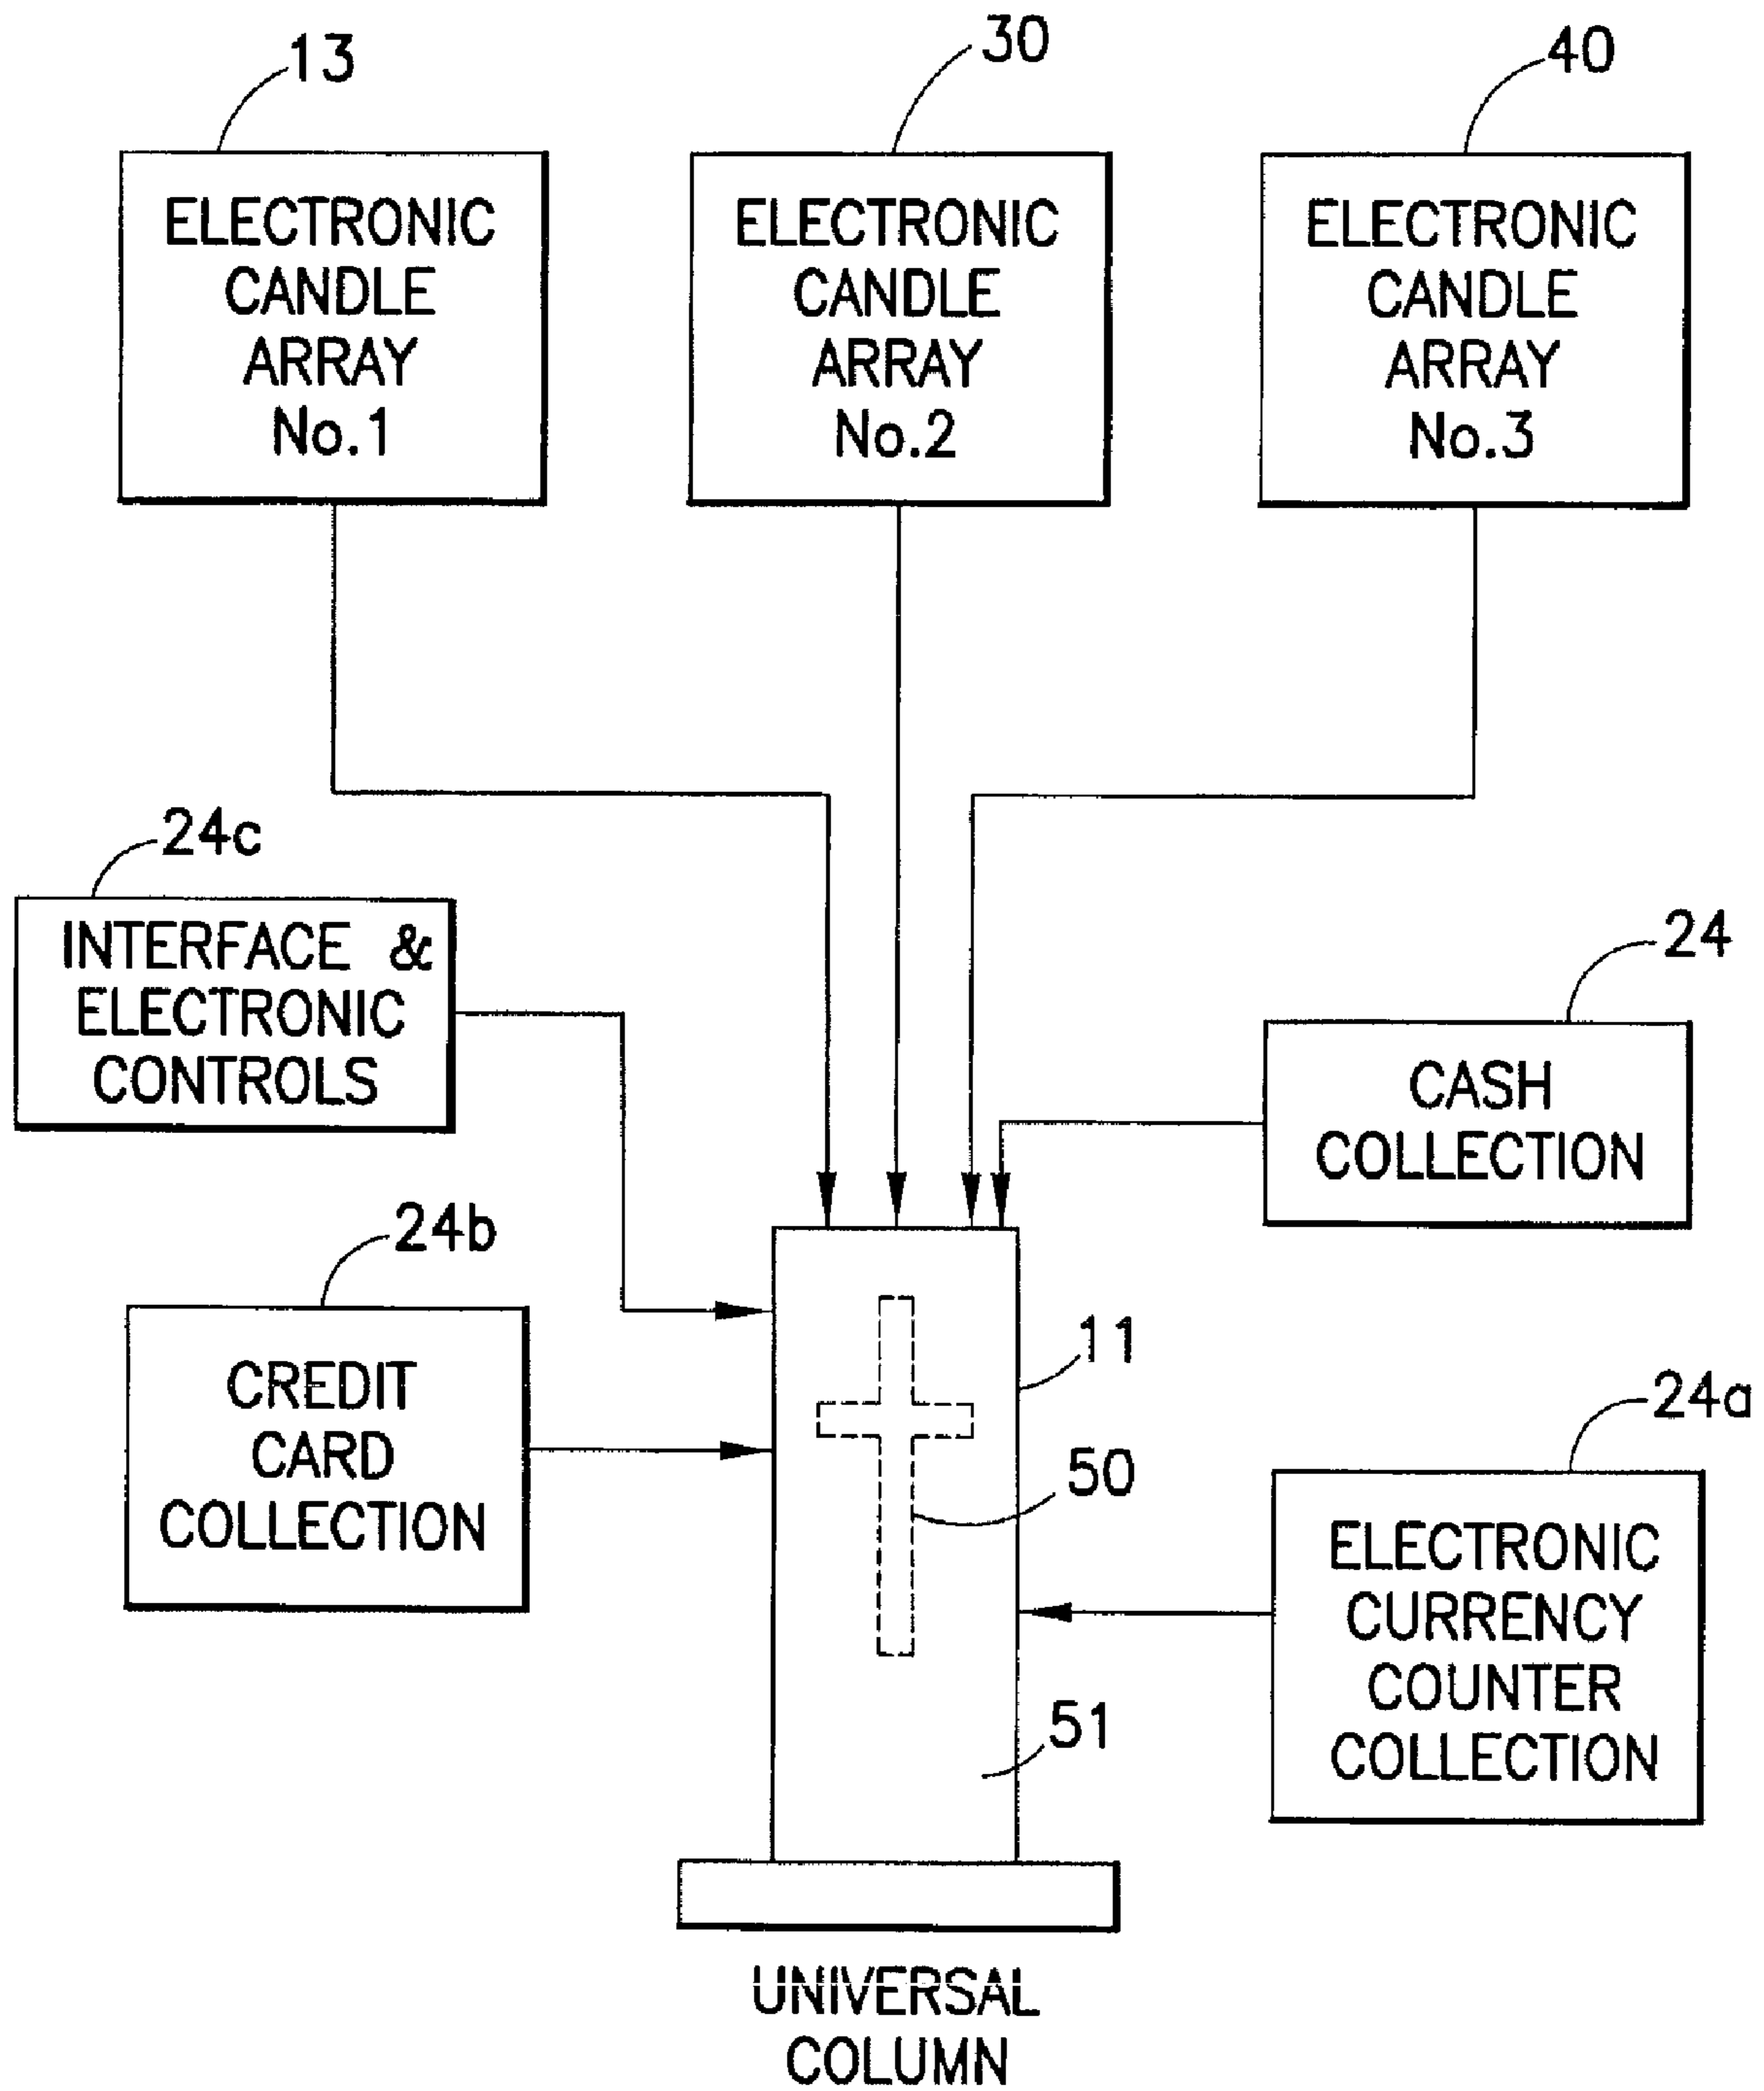 13
30
40
ELECTRONIC
CANDLE
ARRAY
No.1
ELECTRONIC
CANDLE
ARRAY
No.2
ELECTRONIC
CANDLE
ARRAY
No.3
24c
INTERFACE &
ELECTRONIC
CONTROLS
24
CASH
COLLECTION
24b
CREDIT
CARD
COLLECTION
11
50
51
24a
ELECTRONIC
CURRENCY
COUNTER
COLLECTION
UNIVERSAL
COLUMN